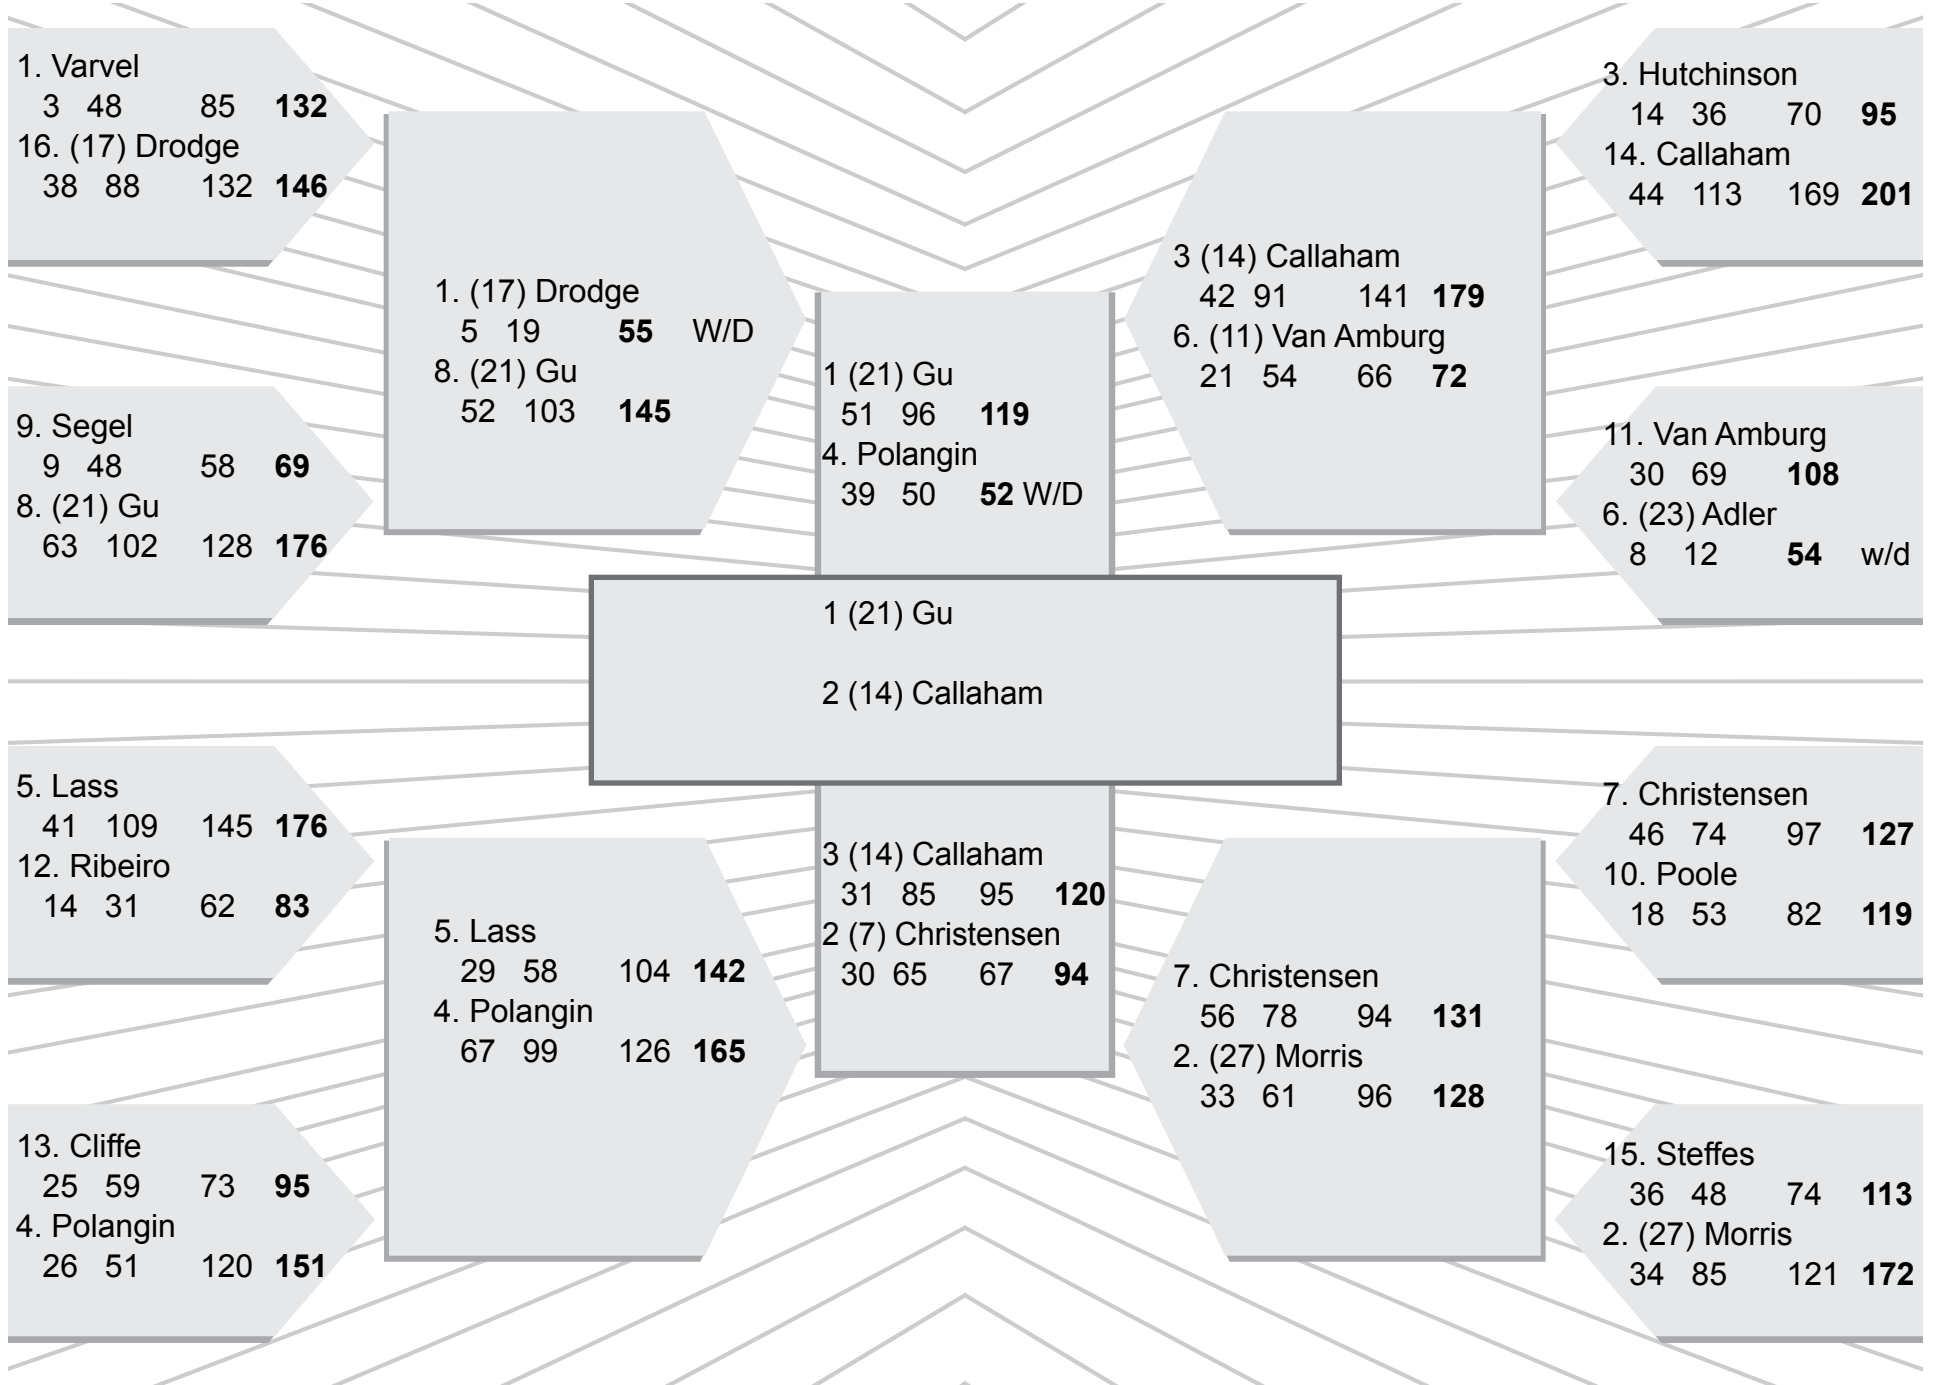 1. Varvel
3 48 85 132
16. (17) Drodge
38 88 132 146
9. Segel
9 48 58 69
8. (21) Gu
63 102 128 176
5. Lass
41 109 145 176
12. Ribeiro
14 31 62 83
13. Cliffe
25 59 73 95
4. Polangin
26 51 120 151
1. (17) Drodge
5 19 55 W/D
8. (21) Gu
52 103 145
5. Lass
29 58 104 142
4. Polangin
67 99 126 165
1 (21) Gu
51 96 119
4. Polangin
39 50 52 W/D
1 (21) Gu
2 (14) Callaham
3 (14) Callaham
31 85 95 120
2 (7) Christensen
30 65 67 94
3 (14) Callaham
42 91 141 179
6. (11) Van Amburg
21 54 66 72
7. Christensen
56 78 94 131
2. (27) Morris
33 61 96 128
3. Hutchinson
14 36 70 95
14. Callaham
44 113 169 201
11. Van Amburg
30 69 108
6. (23) Adler
8 12 54 w/d
7. Christensen
46 74 97 127
10. Poole
18 53 82 119
15. Steffes
36 48 74 113
2. (27) Morris
34 85 121 172